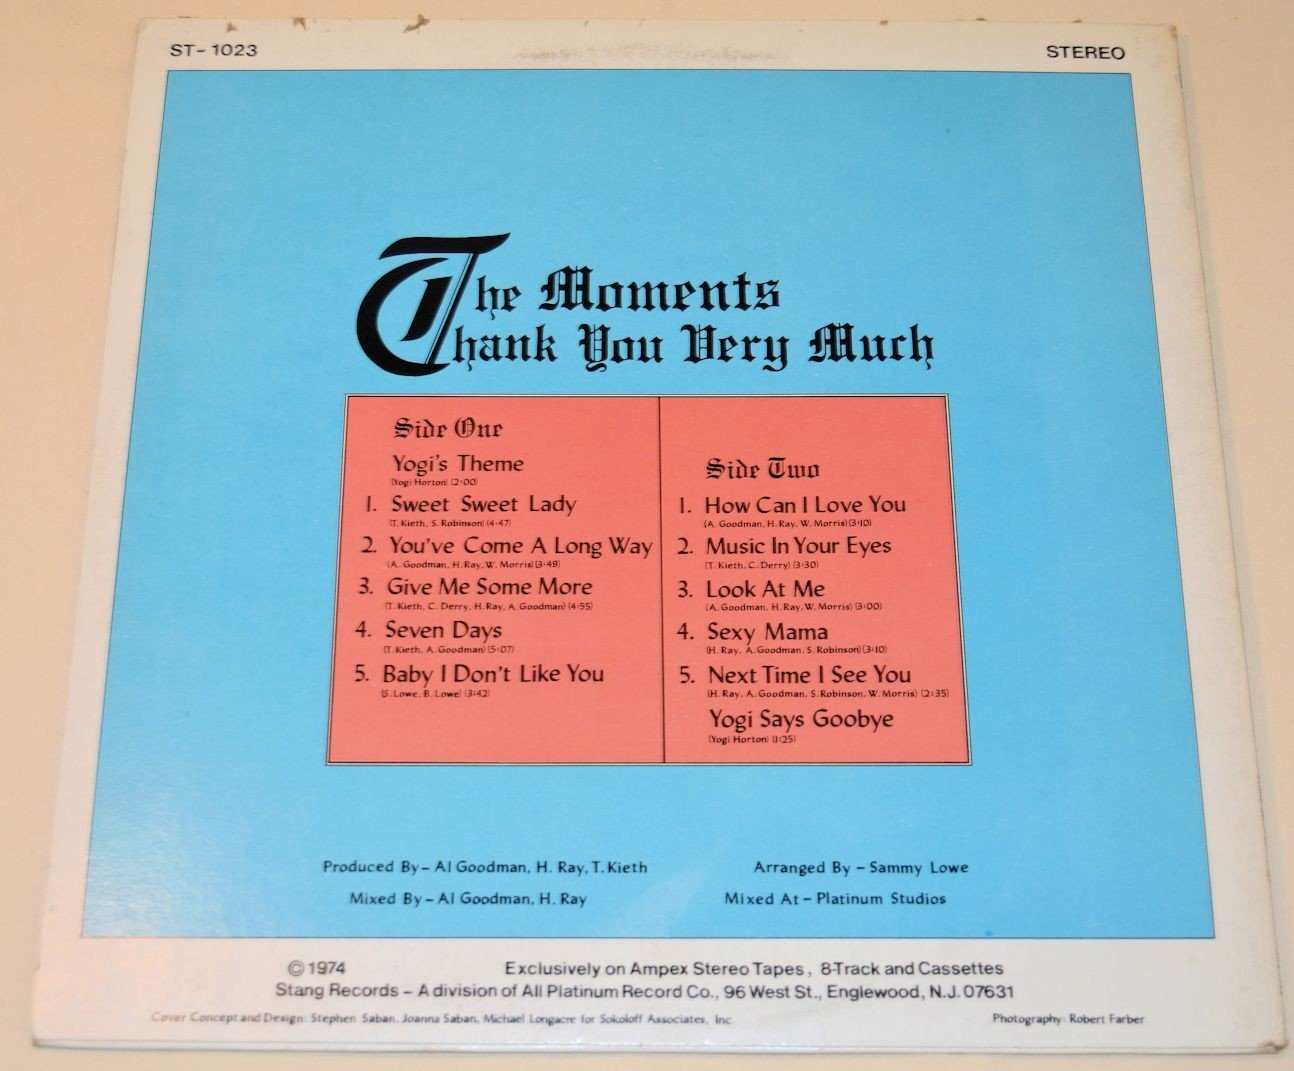 ST-1023
STEREO
The Moments
Thank You Very Much
Side One
Yogi's Theme
(Yogi Horton) (2:00)
1. Sweet Sweet Lady
(T. Kieth, S. Robinson) (4:47)
2. You've Come A Long Way
(A. Goodman, H. Ray, W. Morris) (3:49)
3. Give Me Some More
(T. Kieth, C. Derry, H. Ray, A. Goodman) (4:55)
4. Seven Days
(T. Kieth, A. Goodman) (5:07)
5. Baby I Don't Like You
(S. Lowe, B. Lowe) (3:42)
Side Two
1. How Can I Love You
(A. Goodman, H. Ray, W. Morris) (3:10)
2. Music In Your Eyes
(T. Kieth, C. Derry) (3:30)
3. Look At Me
(A. Goodman, H. Ray, W. Morris) (3:00)
4. Sexy Mama
(H. Ray, A. Goodman, S. Robinson) (3:10)
5. Next Time I See You
(H. Ray, A. Goodman, S. Robinson, W. Morris) (2:35)
Yogi Says Goobye
(Yogi Horton) (1:25)
Produced By - Al Goodman, H. Ray, T. Kieth
Arranged By - Sammy Lowe
Mixed By - Al Goodman, H. Ray
Mixed At - Platinum Studios
© 1974
Exclusively on Ampex Stereo Tapes, 8-Track and Cassettes
Stang Records - A division of All Platinum Record Co., 96 West St., Englewood, N.J. 07631
Cover Concept and Design: Stephen Saban, Joanna Saban, Michael Longacre for Sokoloff Associates, Inc.
Photography: Robert Farber